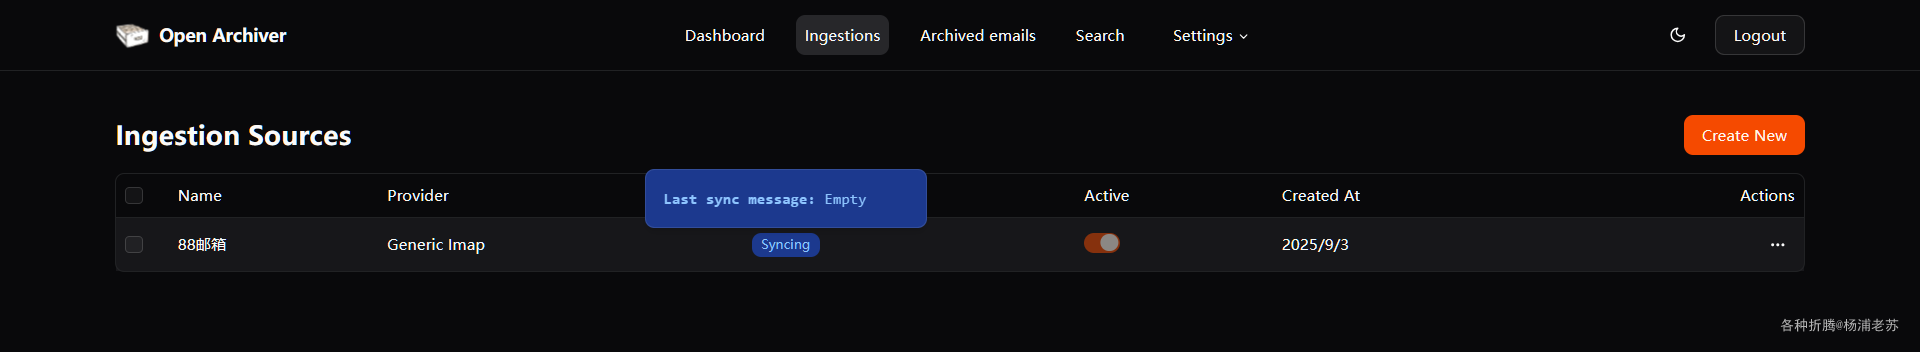 Open Archiver
Dashboard
Ingestions
Archived emails
Search
Settings
Logout
Ingestion Sources
Create New
Name
Provider
Last sync message: Empty
Active
Created At
Actions
88邮箱
Generic Imap
Syncing
2025/9/3
各种折腾@杨浦老苏